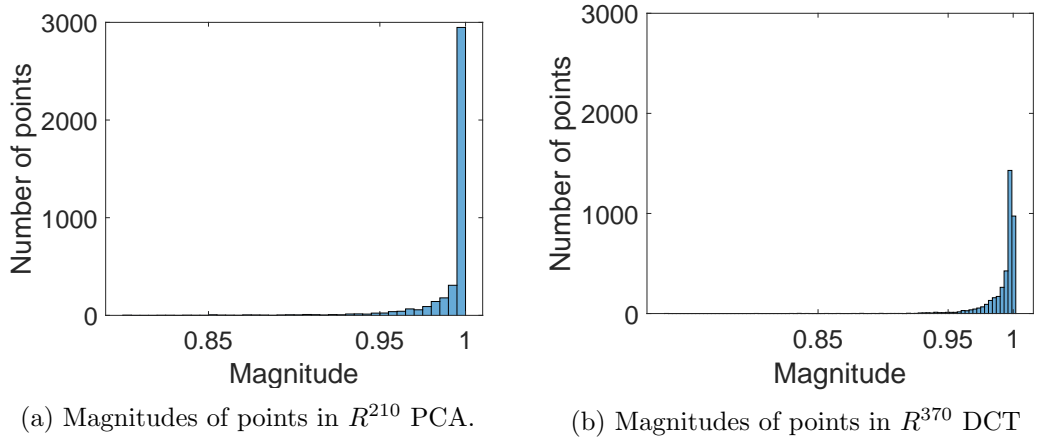 3000
2000
1000
0
Number of points
0.85
0.95
1
Magnitude
(a) Magnitudes of points in R^210 PCA.
3000
2000
1000
0
Number of points
0.85
0.95
1
Magnitude
(b) Magnitudes of points in R^370 DCT